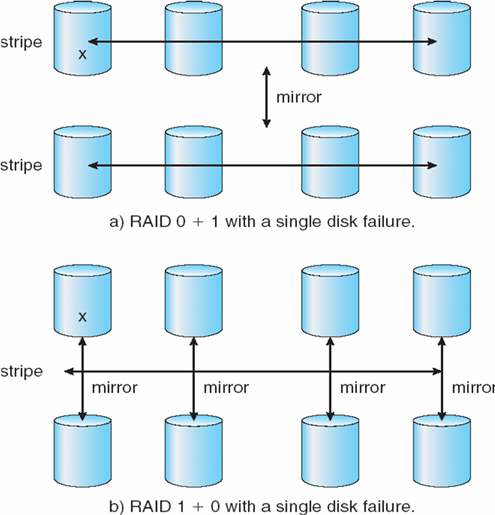 stripe
x
mirror
stripe
a) RAID 0 + 1 with a single disk failure.
x
stripe
mirror mirror mirror mirror
b) RAID 1 + 0 with a single disk failure.